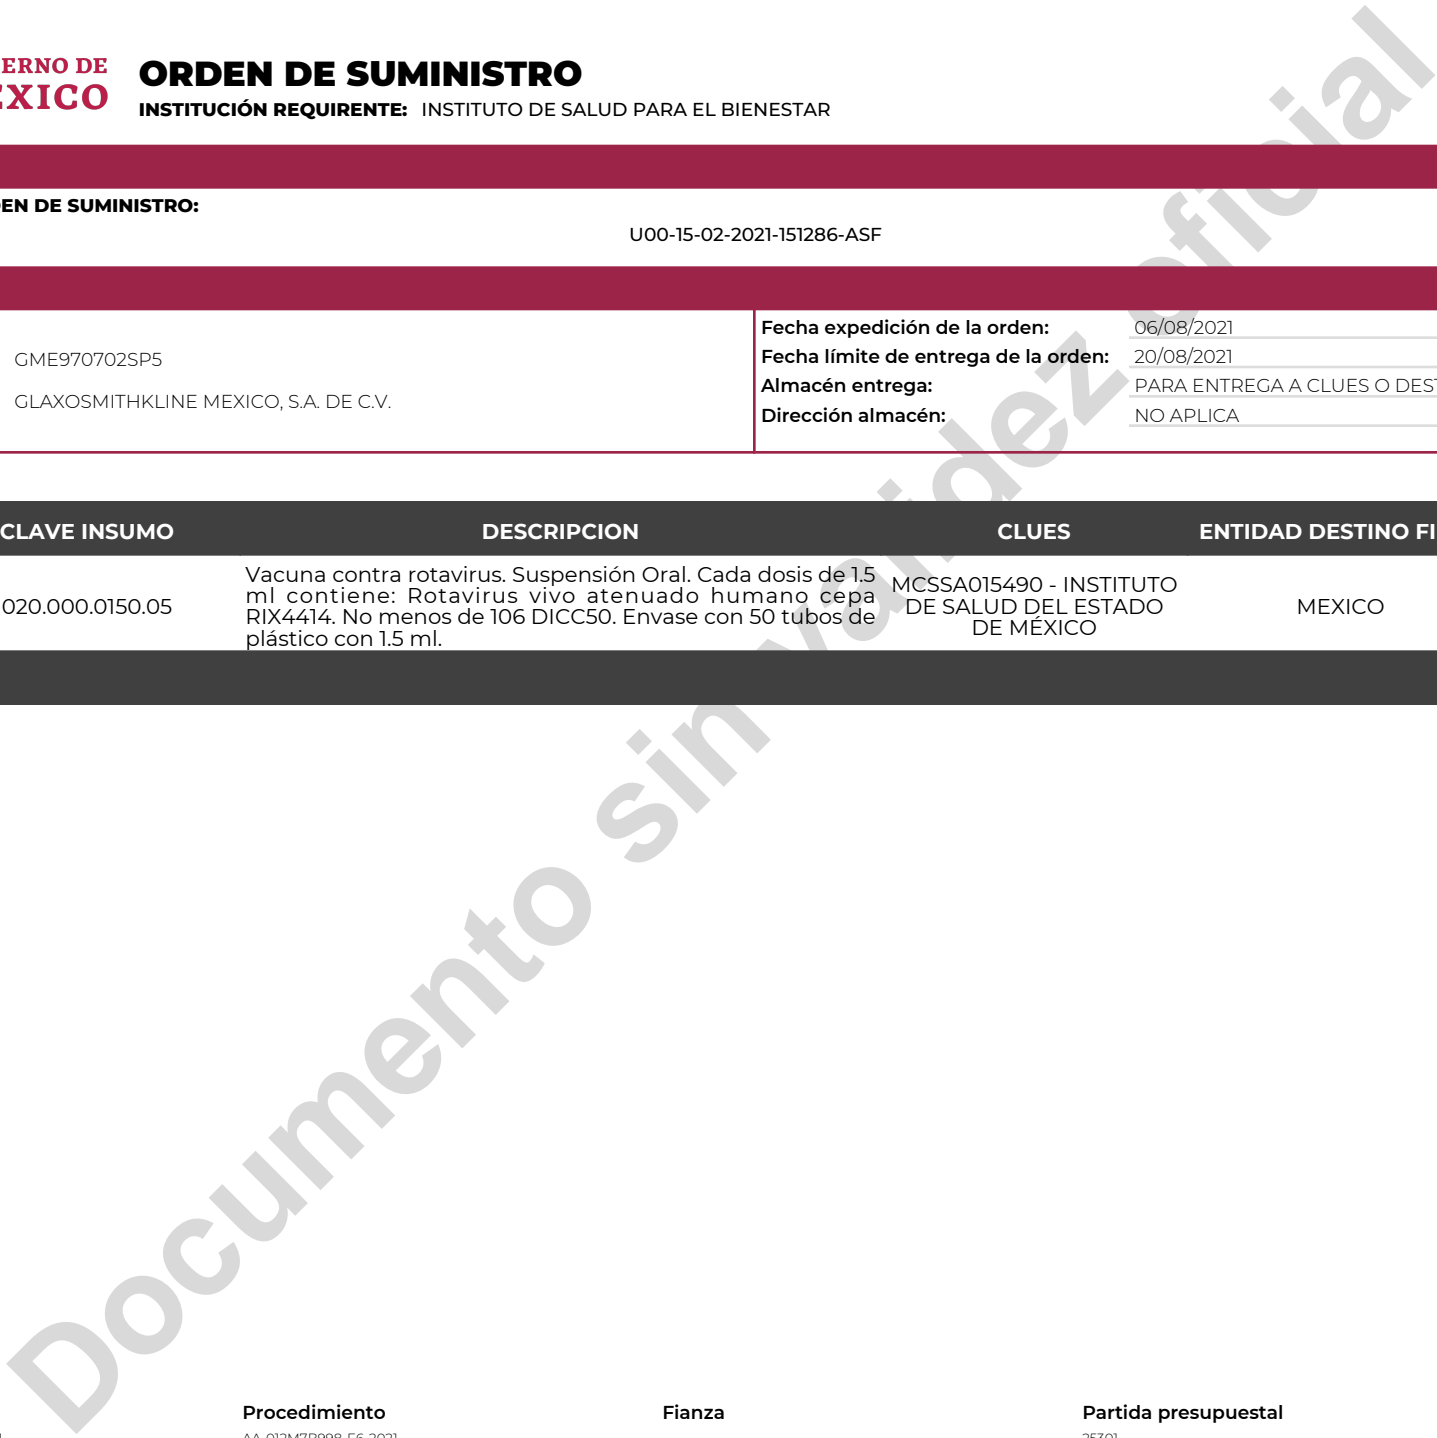 ERNO DE
EXICO
ORDEN DE SUMINISTRO
INSTITUCIÓN REQUIRENTE: INSTITUTO DE SALUD PARA EL BIENESTAR
EN DE SUMINISTRO:
U00-15-02-2021-151286-ASF
GME970702SP5
GLAXOSMITHKLINE MEXICO, S.A. DE C.V.
Fecha expedición de la orden: 06/08/2021
Fecha límite de entrega de la orden: 20/08/2021
Almacén entrega: PARA ENTREGA A CLUES O DEST
Dirección almacén: NO APLICA
CLAVE INSUMO DESCRIPCION CLUES ENTIDAD DESTINO FI
020.000.0150.05
Vacuna contra rotavirus. Suspensión Oral. Cada dosis de 1.5
ml contiene: Rotavirus vivo atenuado humano cepa
RIX4414. No menos de 106 DICC50. Envase con 50 tubos de
plástico con 1.5 ml.
MCSSA015490 - INSTITUTO
DE SALUD DEL ESTADO
DE MÉXICO
MEXICO
Documento sin validez oficial
Procedimiento Fianza Partida presupuestal
25301